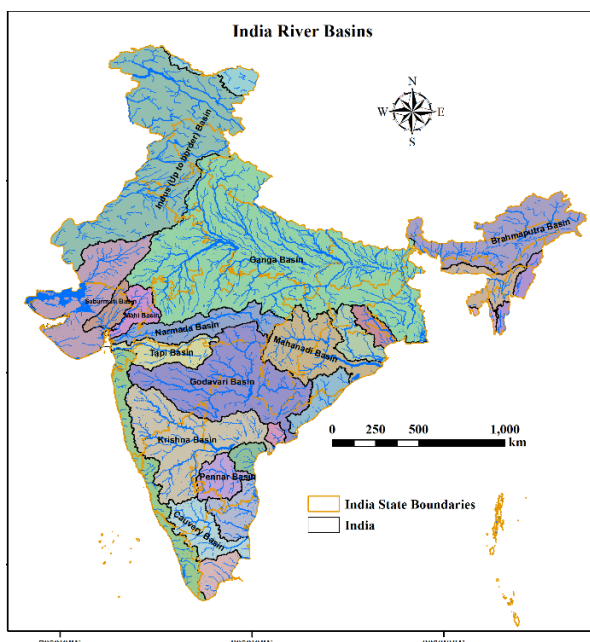 India River Basins
N
W E
S
Indus (Up to border) Basin
Brahmaputra Basin
Ganga Basin
Sabarmati Basin
Mahi Basin
Narmada Basin
Tapi Basin
Mahanadi Basin
Godavari Basin
0 250 500 1,000
km
Krishna Basin
Pennar Basin
India State Boundaries
Cauvery Basin
India